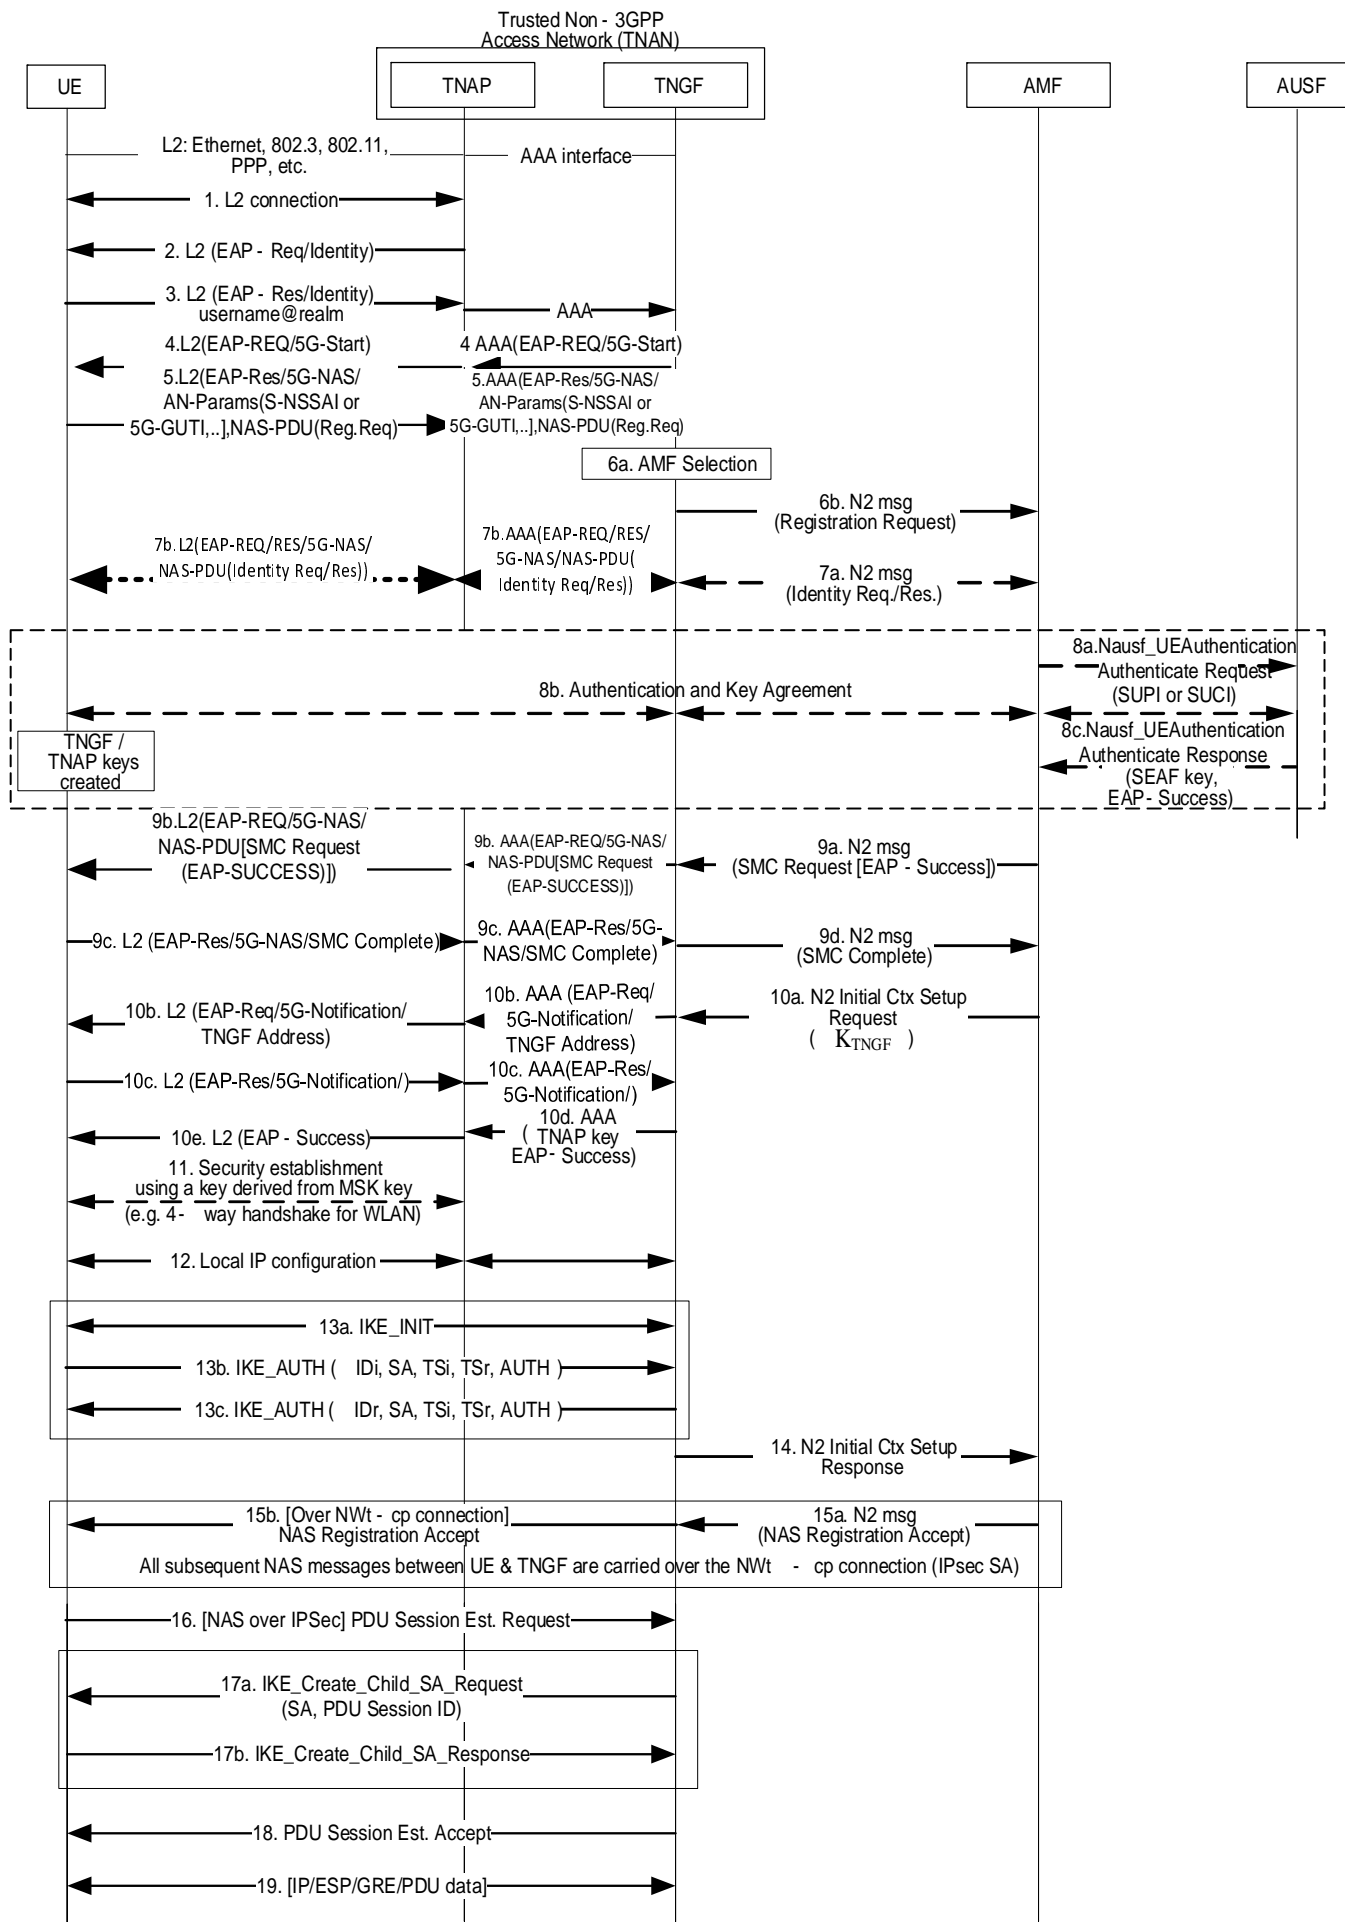 Trusted Non - 3GPP
Access Network (TNAN)
UE
TNAP
TNGF
AMF
AUSF
L2: Ethernet, 802.3, 802.11,
PPP, etc.
AAA interface
1. L2 connection
2. L2 (EAP - Req/Identity)
3. L2 (EAP - Res/Identity)
username@realm
AAA
4.L2(EAP-REQ/5G-Start)
4 AAA(EAP-REQ/5G-Start)
5.L2(EAP-Res/5G-NAS/
AN-Params(S-NSSAI or
5G-GUTI,..],NAS-PDU(Reg.Req)
5.AAA(EAP-Res/5G-NAS/
AN-Params(S-NSSAI or
5G-GUTI,..],NAS-PDU(Reg.Req)
6a. AMF Selection
6b. N2 msg
(Registration Request)
7b.L2(EAP-REQ/RES/5G-NAS/
NAS-PDU(Identity Req/Res))
7b.AAA(EAP-REQ/RES/
5G-NAS/NAS-PDU(
Identity Req/Res))
7a. N2 msg
(Identity Req./Res.)
8a.Nausf_UEAuthentication
Authenticate Request
(SUPI or SUCI)
8b. Authentication and Key Agreement
8c.Nausf_UEAuthentication
Authenticate Response
(SEAF key,
EAP- Success)
TNGF /
TNAP keys
created
9b.L2(EAP-REQ/5G-NAS/
NAS-PDU[SMC Request
(EAP-SUCCESS)])
9b. AAA(EAP-REQ/5G-NAS/
NAS-PDU[SMC Request
(EAP-SUCCESS)])
9a. N2 msg
(SMC Request [EAP - Success])
9c. L2 (EAP-Res/5G-NAS/SMC Complete)
9c. AAA(EAP-Res/5G-
NAS/SMC Complete)
9d. N2 msg
(SMC Complete)
10b. L2 (EAP-Req/5G-Notification/
TNGF Address)
10b. AAA (EAP-Req/
5G-Notification/
TNGF Address)
10a. N2 Initial Ctx Setup
Request
( KTNGF )
10c. L2 (EAP-Res/5G-Notification/)
10c. AAA(EAP-Res/
5G-Notification/)
10d. AAA
( TNAP key
EAP- Success)
10e. L2 (EAP - Success)
11. Security establishment
using a key derived from MSK key
(e.g. 4- way handshake for WLAN)
12. Local IP configuration
13a. IKE_INIT
13b. IKE_AUTH ( IDi, SA, TSi, TSr, AUTH )
13c. IKE_AUTH ( IDr, SA, TSi, TSr, AUTH )
14. N2 Initial Ctx Setup
Response
15b. [Over NWt - cp connection]
NAS Registration Accept
15a. N2 msg
(NAS Registration Accept)
All subsequent NAS messages between UE & TNGF are carried over the NWt - cp connection (IPsec SA)
16. [NAS over IPSec] PDU Session Est. Request
17a. IKE_Create_Child_SA_Request
(SA, PDU Session ID)
17b. IKE_Create_Child_SA_Response
18. PDU Session Est. Accept
19. [IP/ESP/GRE/PDU data]